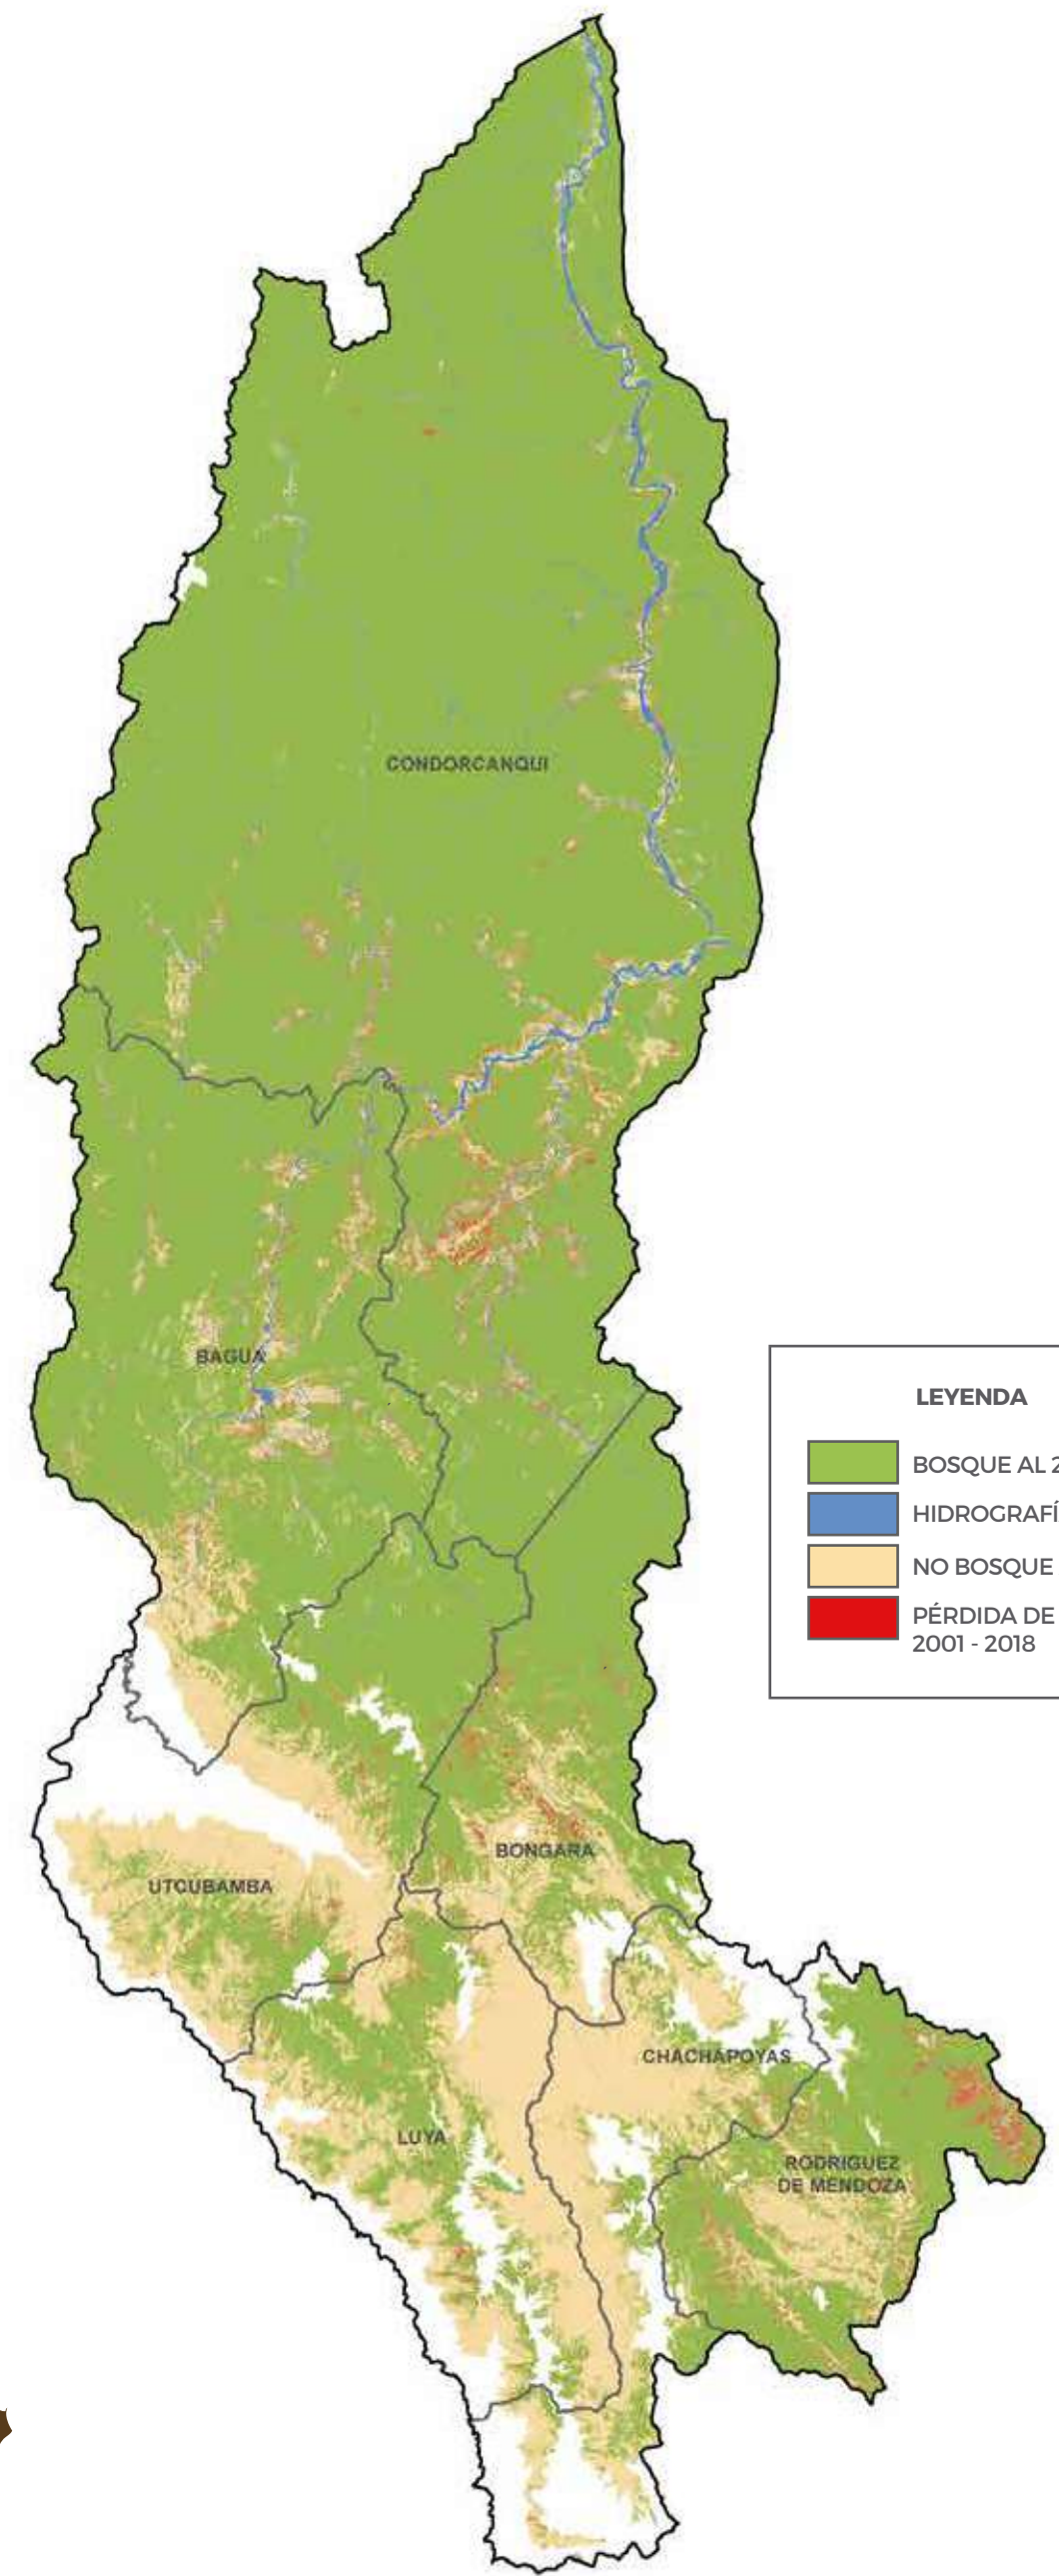 CONDORCANQUI
BAGUA
LEYENDA
BOSQUE AL
HIDROGRAFÍ
NO BOSQUE
PÉRDIDA DE
2001 - 2018
BONGARA
UTCUBAMBA
CHACHAPOYAS
LUYA
RODRIGUEZ
DE MENDOZA